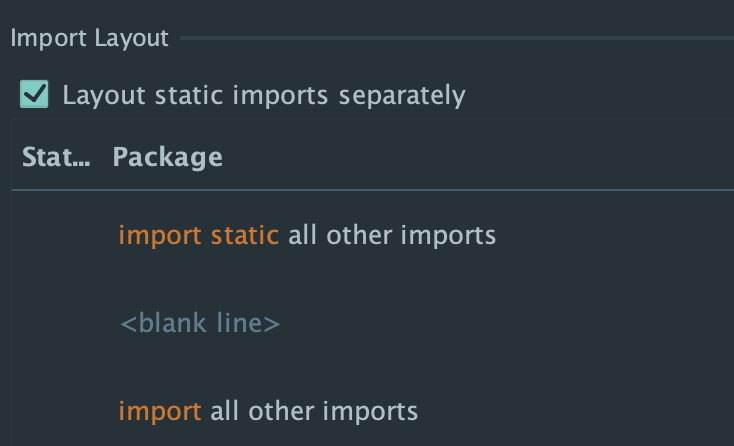 Import Layout
Layout static imports separately
Stat... Package
import static all other imports
<blank line>
import all other imports